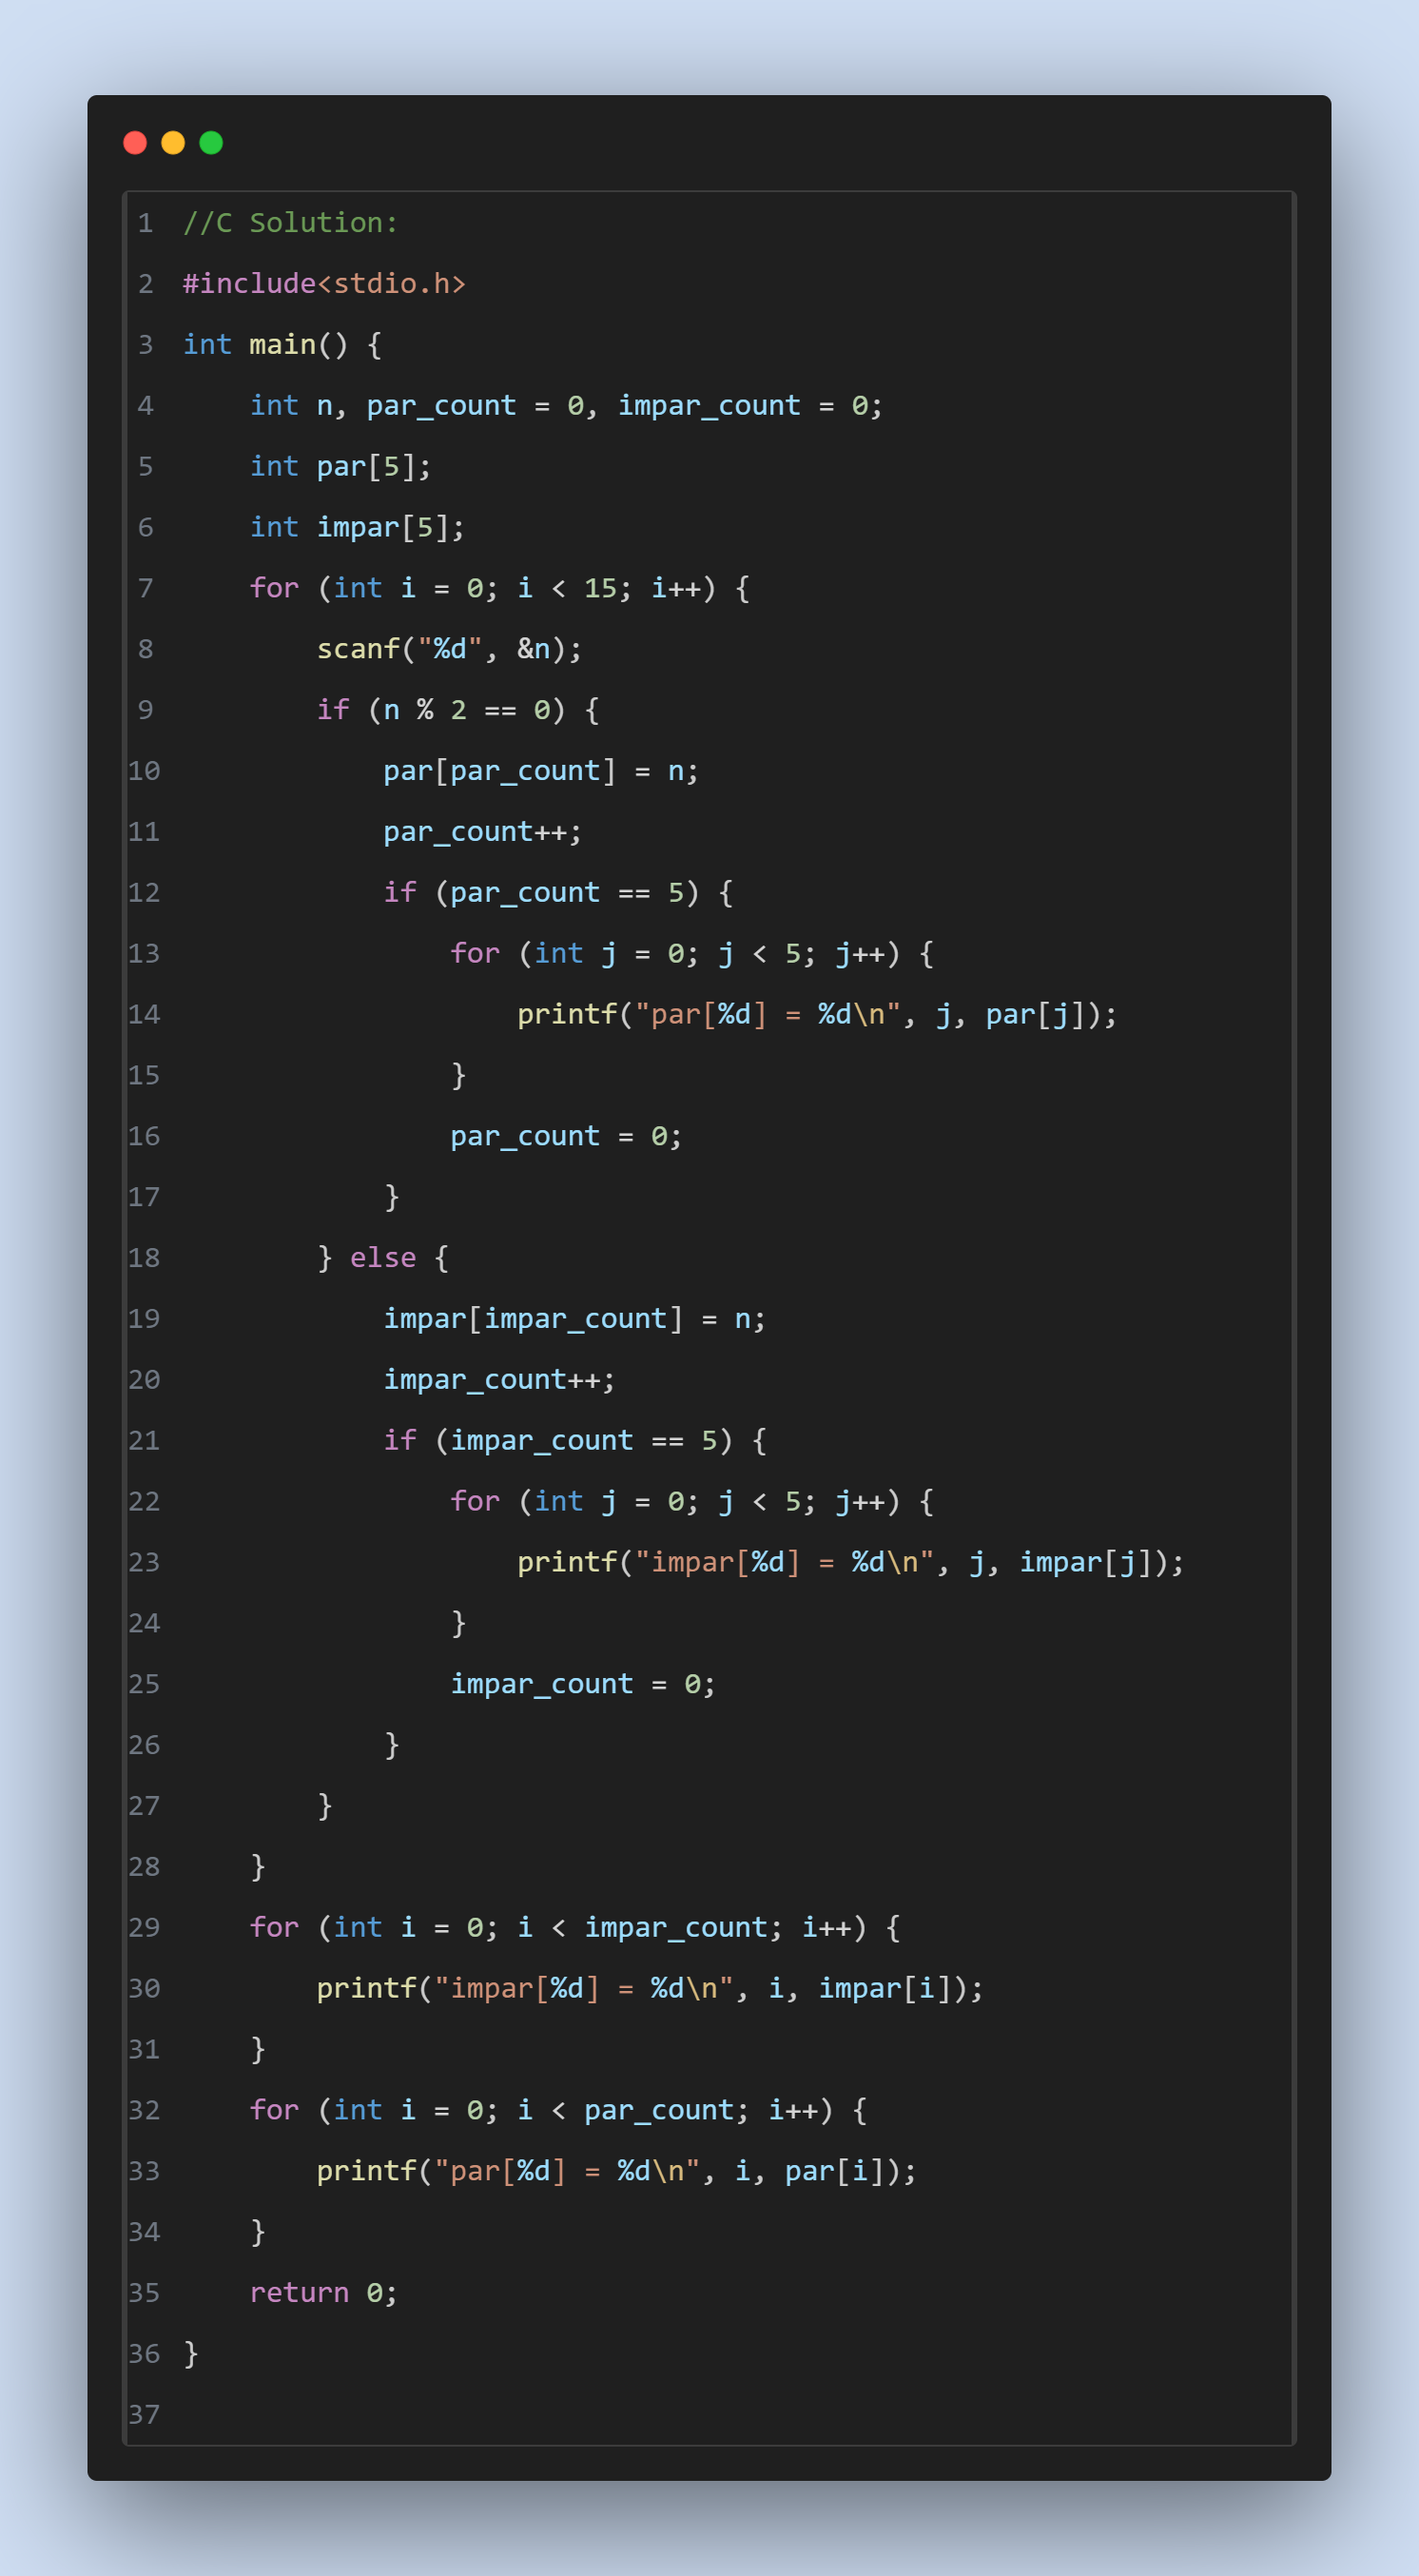 1 //C Solution:
2 #include<stdio.h>
3 int main() {
4     int n, par_count = 0, impar_count = 0;
5     int par[5];
6     int impar[5];
7     for (int i = 0; i < 15; i++) {
8         scanf("%d", &n);
9         if (n % 2 == 0) {
10             par[par_count] = n;
11             par_count++;
12             if (par_count == 5) {
13                 for (int j = 0; j < 5; j++) {
14                     printf("par[%d] = %d\n", j, par[j]);
15                 }
16                 par_count = 0;
17             }
18         } else {
19             impar[impar_count] = n;
20             impar_count++;
21             if (impar_count == 5) {
22                 for (int j = 0; j < 5; j++) {
23                     printf("impar[%d] = %d\n", j, impar[j]);
24                 }
25                 impar_count = 0;
26             }
27         }
28     }
29     for (int i = 0; i < impar_count; i++) {
30         printf("impar[%d] = %d\n", i, impar[i]);
31     }
32     for (int i = 0; i < par_count; i++) {
33         printf("par[%d] = %d\n", i, par[i]);
34     }
35     return 0;
36 }
37